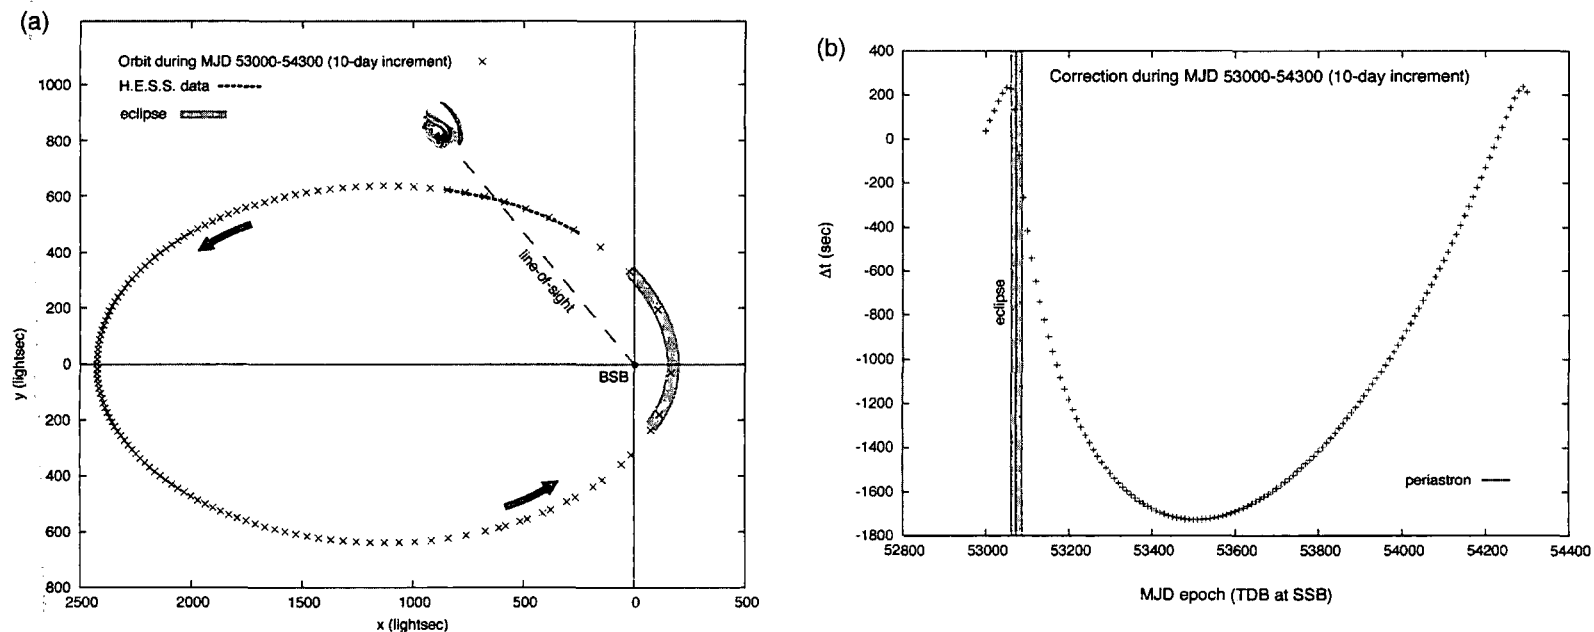 (a)
Orbit during MJD 53000-54300 (10-day increment)
H.E.S.S. data
eclipse
line-of-sight
BSB
y (lightsec)
1000
800
600
400
200
0
200
400
600
800
2500
2000
1500
1000
500
0
500
x (lightsec)
(b)
Correction during MJD 53000-54300 (10-day increment)
eclipse
periastron
Δt (sec)
400
200
0
-200
-400
-600
-800
-1000
-1200
-1400
-1600
-1800
52800
53000
53200
53400
53600
53800
54000
54200
54400
MJD epoch (TDB at SSB)